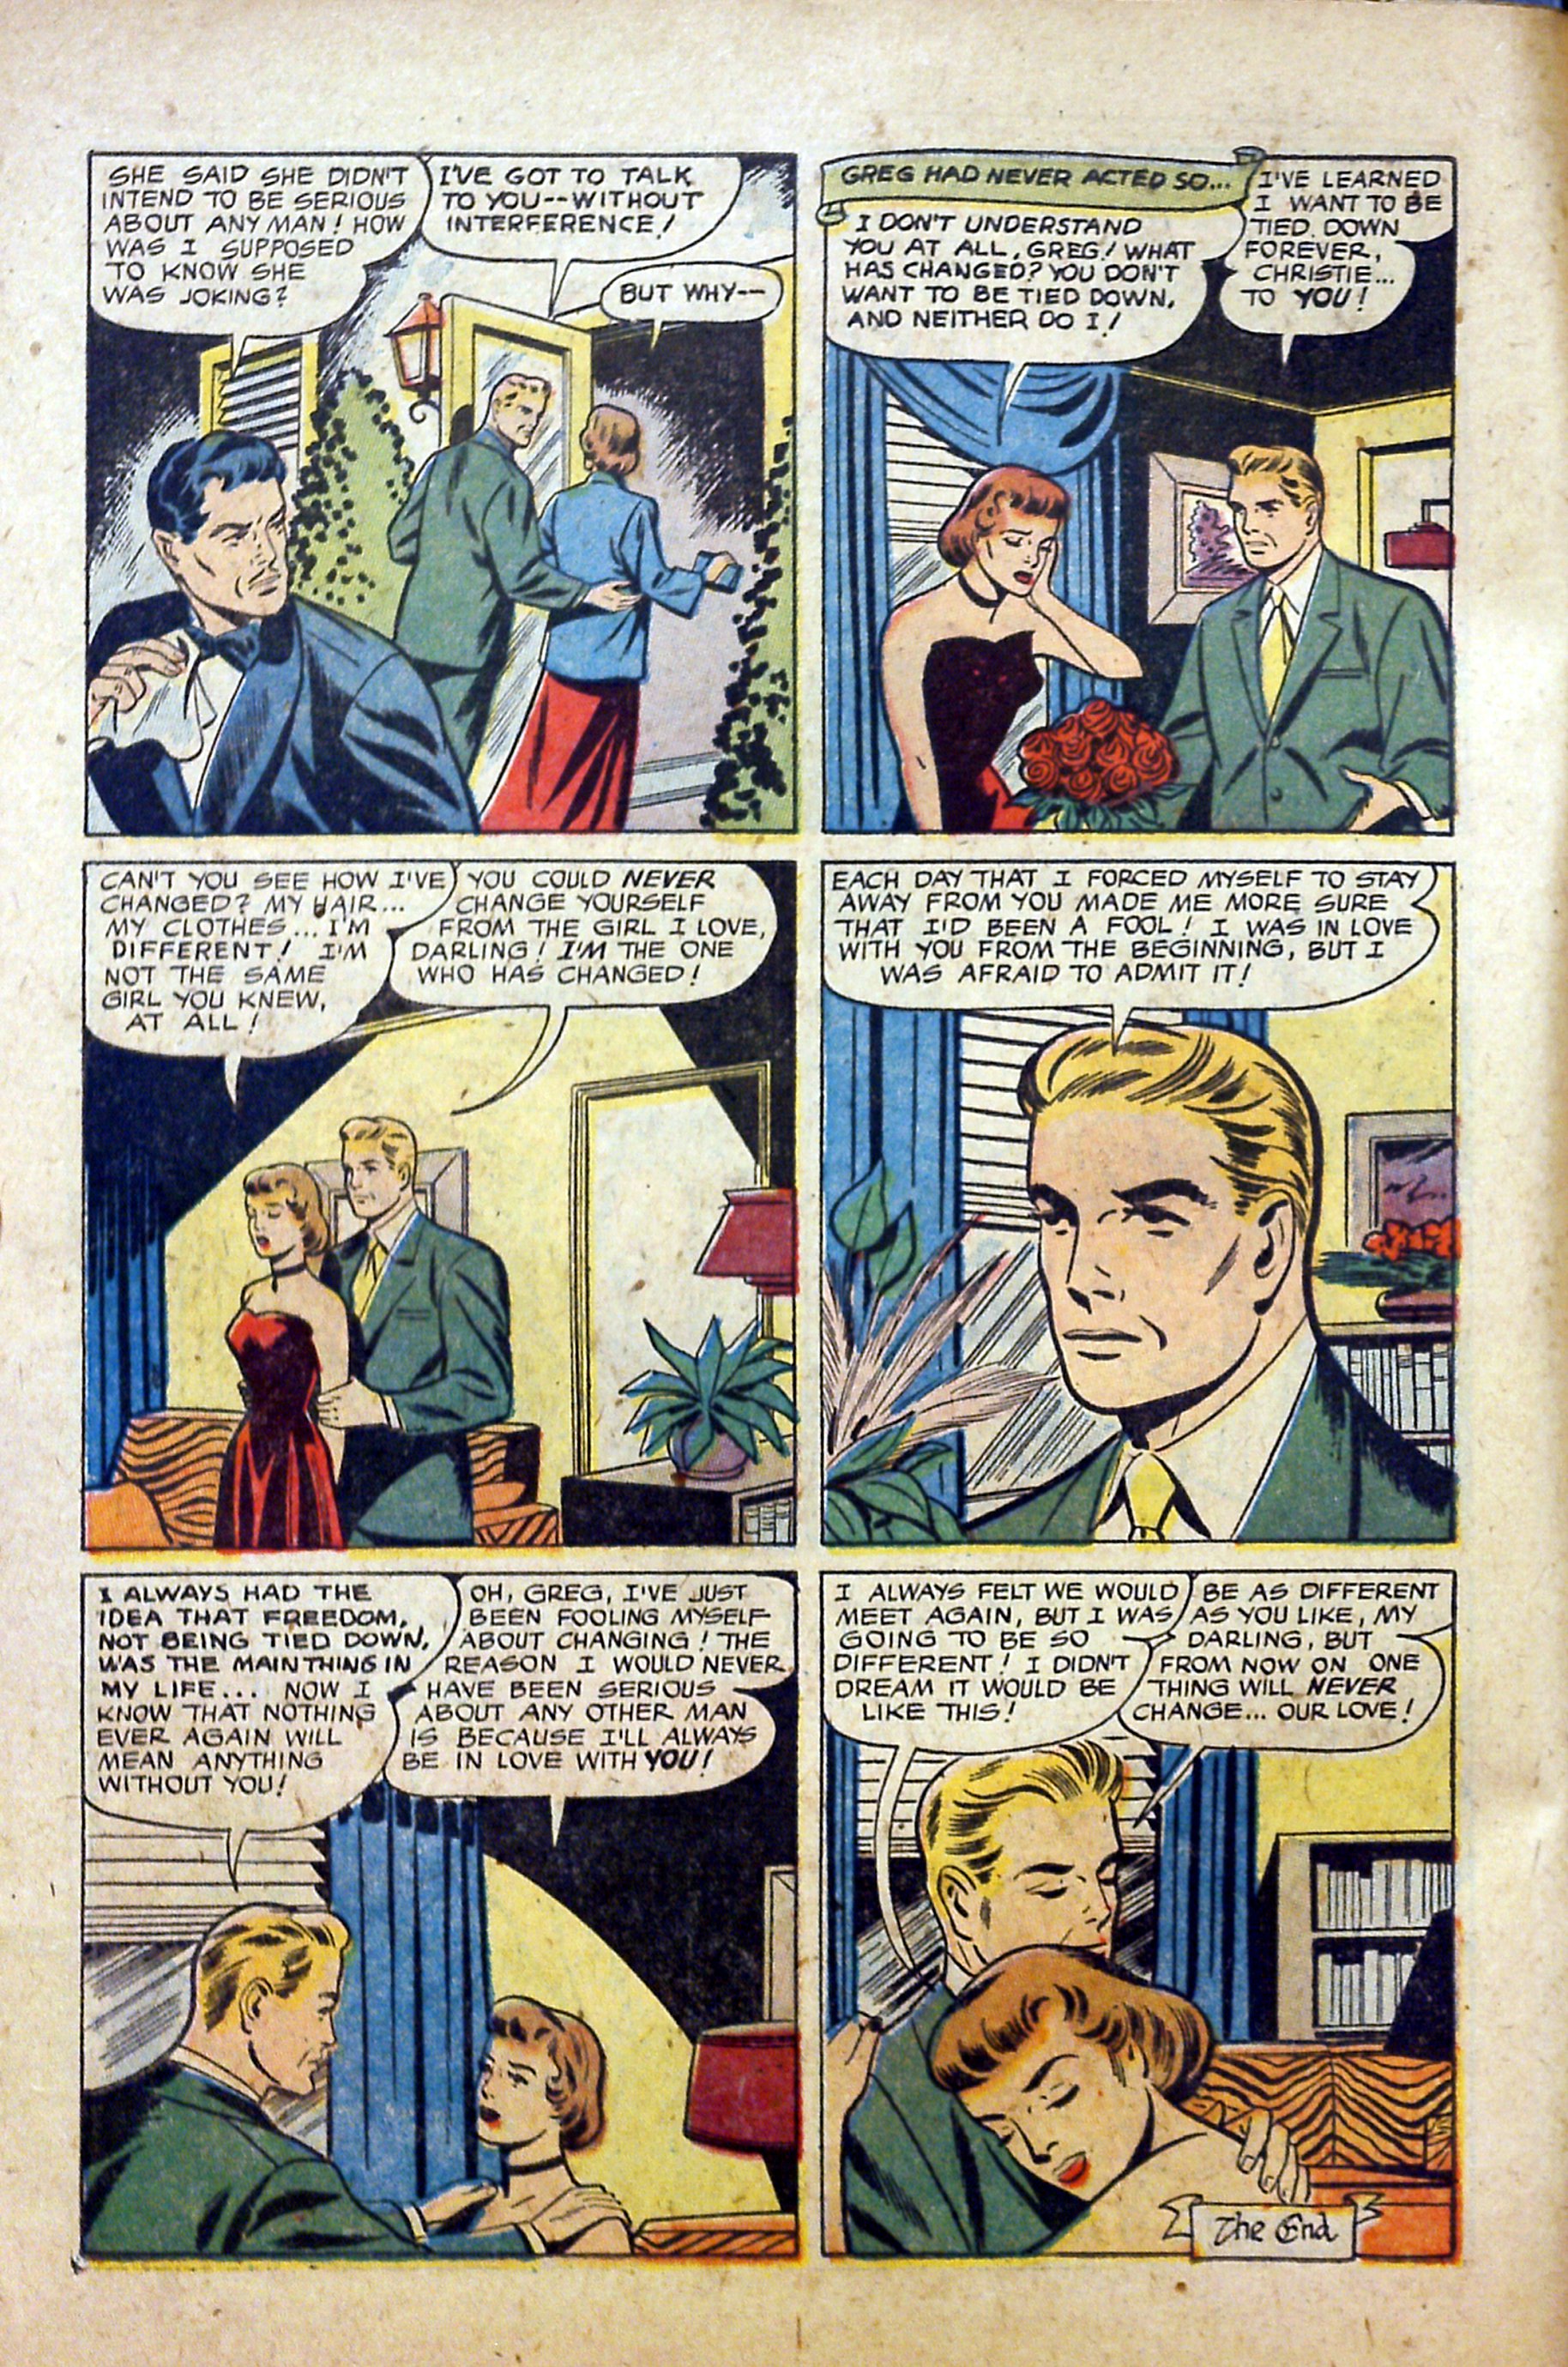 SHE SAID SHE DIDN'T
INTEND TO BE SERIOUS
ABOUT ANY MAN! HOW
WAS I SUPPOSED
TO KNOW SHE
WAS JOKING?
I'VE GOT TO TALK
TO YOU--WITHOUT
INTERFERENCE!
BUT WHY--
GREG HAD NEVER ACTED SO...
I DON'T UNDERSTAND
YOU AT ALL, GREG! WHAT
HAS CHANGED? YOU DON'T
WANT TO BE TIED DOWN,
AND NEITHER DO I!
I'VE LEARNED
I WANT TO BE
TIED DOWN
FOREVER,
CHRISTIE...
TO YOU!
CAN'T YOU SEE HOW I'VE
CHANGED? MY HAIR...
MY CLOTHES... I'M
DIFFERENT! I'M
NOT THE SAME
GIRL YOU KNEW,
AT ALL!
YOU COULD NEVER
CHANGE YOURSELF
FROM THE GIRL I LOVE,
DARLING! I'M THE ONE
WHO HAS CHANGED!
EACH DAY THAT I FORCED MYSELF TO STAY
AWAY FROM YOU MADE ME MORE SURE
THAT I'D BEEN A FOOL! I WAS IN LOVE
WITH YOU FROM THE BEGINNING, BUT I
WAS AFRAID TO ADMIT IT!
I ALWAYS HAD THE
IDEA THAT FREEDOM,
NOT BEING TIED DOWN,
WAS THE MAIN THING IN
MY LIFE... NOW I
KNOW THAT NOTHING
EVER AGAIN WILL
MEAN ANYTHING
WITHOUT YOU!
OH, GREG, I'VE JUST
BEEN FOOLING MYSELF
ABOUT CHANGING! THE
REASON I WOULD NEVER
HAVE BEEN SERIOUS
ABOUT ANY OTHER MAN
IS BECAUSE I'LL ALWAYS
BE IN LOVE WITH YOU!
I ALWAYS FELT WE WOULD
MEET AGAIN, BUT I WAS
GOING TO BE SO
DIFFERENT! I DIDN'T
DREAM IT WOULD BE
LIKE THIS!
BE AS DIFFERENT
AS YOU LIKE, MY
DARLING, BUT
FROM NOW ON ONE
THING WILL NEVER
CHANGE... OUR LOVE!
The End